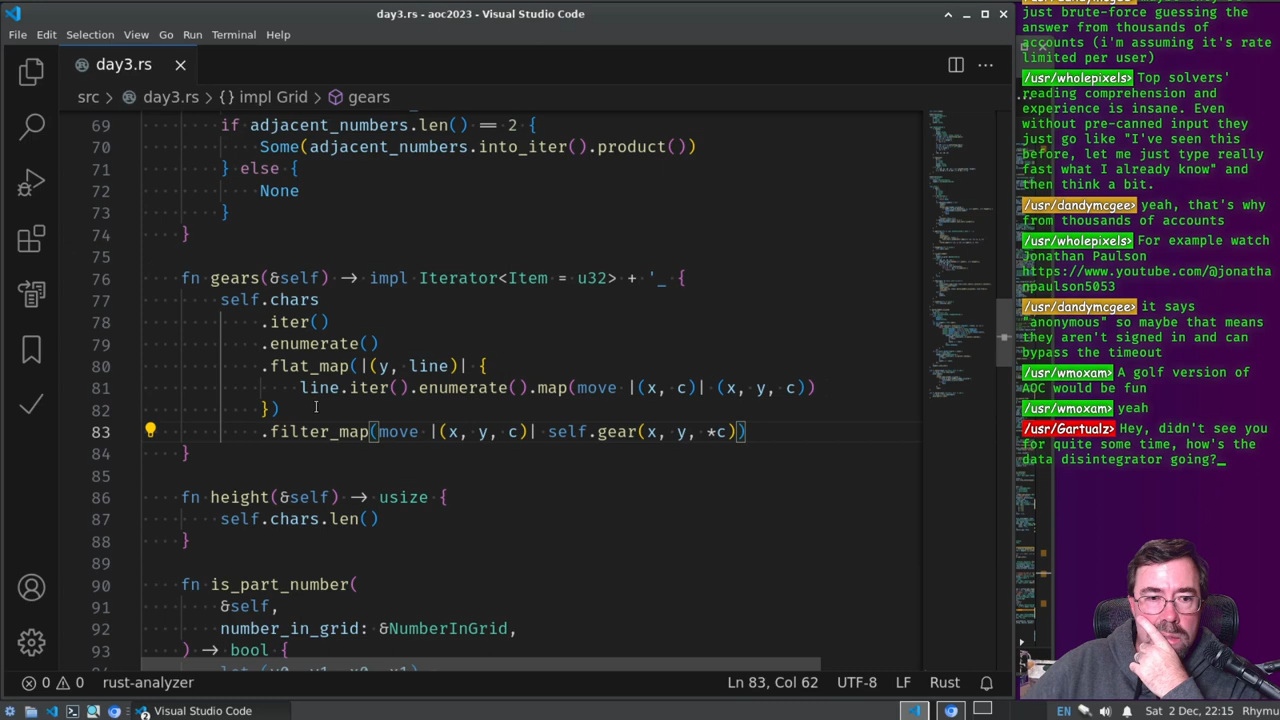 day3.rs - aoc2023 - Visual Studio Code
File Edit Selection View Go Run Terminal Help
day3.rs
src > day3.rs > {} impl Grid > gears
69 if adjacent_numbers.len() == 2 {
70 Some(adjacent_numbers.into_iter().product())
71 } else {
72 None
73 }
74 }
75
76 fn gears(&self) -> impl Iterator<Item = u32> + '_ {
77 self.chars
78 .iter()
79 .enumerate()
80 .flat_map(|(y, line)| {
81 line.iter().enumerate().map(move |(x, c)| (x, y, c))
82 })
83 .filter_map(move |(x, y, c)| self.gear(x, y, *c))
84 }
85
86 fn height(&self) -> usize {
87 self.chars.len()
88 }
89
90 fn is_part_number(
91 &self,
92 number_in_grid: &NumberInGrid,
93 ) -> bool {
0 0 rust-analyzer Ln 83, Col 62 UTF-8 LF Rust
Visual Studio Code
EN Sat 2 Dec, 22:15 Rhymu
just brute-force guessing the
answer from thousands of
accounts (i'm assuming it's rate
limited per user)
/usr/wholepixels> Top solvers'
reading comprehension and
experience is insane. Even
without pre-canned input they
just go like "I've seen this
before, let me just type really
fast what I already know" and
then think a bit.
/usr/dandymcgee> yeah, that's why
from thousands of accounts
/usr/wholepixels> For example watch
Jonathan Paulson
https://www.youtube.com/@jonatha
npaulson5053
/usr/dandymcgee> it says
"anonymous" so maybe that means
they aren't signed in and can
bypass the timeout
/usr/wmoxam> A golf version of
AOC would be fun
/usr/wmoxam> yeah
/usr/Gartualz> Hey, didn't see you
for quite some time, how's the
data disintegrator going?_